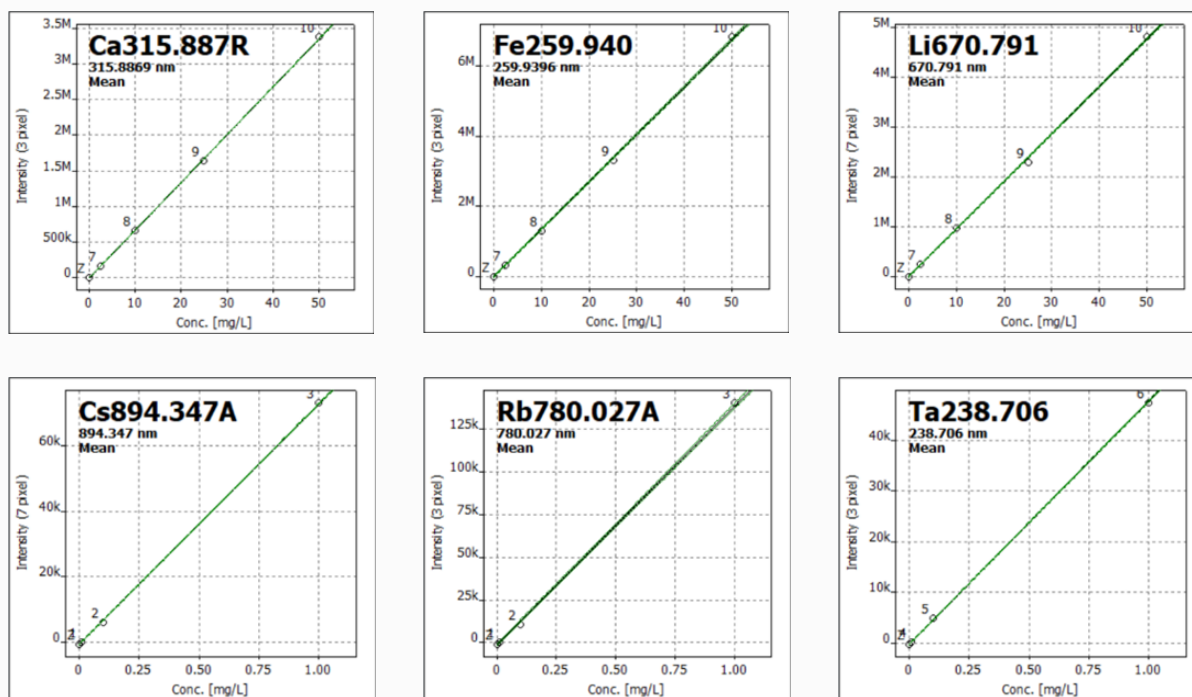 Ca315.887R
315.8869 nm
Mean
3.5M
3M
2.5M
2M
1.5M
1M
500k
0
Intensity (3 pixel)
Z
7
8
9
10
0
10
20
30
40
50
Conc. [mg/L]
Fe259.940
259.9396 nm
Mean
6M
4M
2M
0
Intensity (3 pixel)
Z
7
8
9
10
0
10
20
30
40
50
Conc. [mg/L]
Li670.791
670.791 nm
Mean
5M
4M
3M
2M
1M
0
Intensity (7 pixel)
Z
7
8
9
10
0
10
20
30
40
50
Conc. [mg/L]
Cs894.347A
894.347 nm
Mean
60k
40k
20k
0
Intensity (7 pixel)
2
3
0
0.25
0.50
0.75
1.00
Conc. [mg/L]
Rb780.027A
780.027 nm
Mean
125k
100k
75k
50k
25k
0
Intensity (3 pixel)
2
3
0
0.25
0.50
0.75
1.00
Conc. [mg/L]
Ta238.706
238.706 nm
Mean
40k
30k
20k
10k
0
Intensity (3 pixel)
Z
4
5
6
0
0.25
0.50
0.75
1.00
Conc. [mg/L]